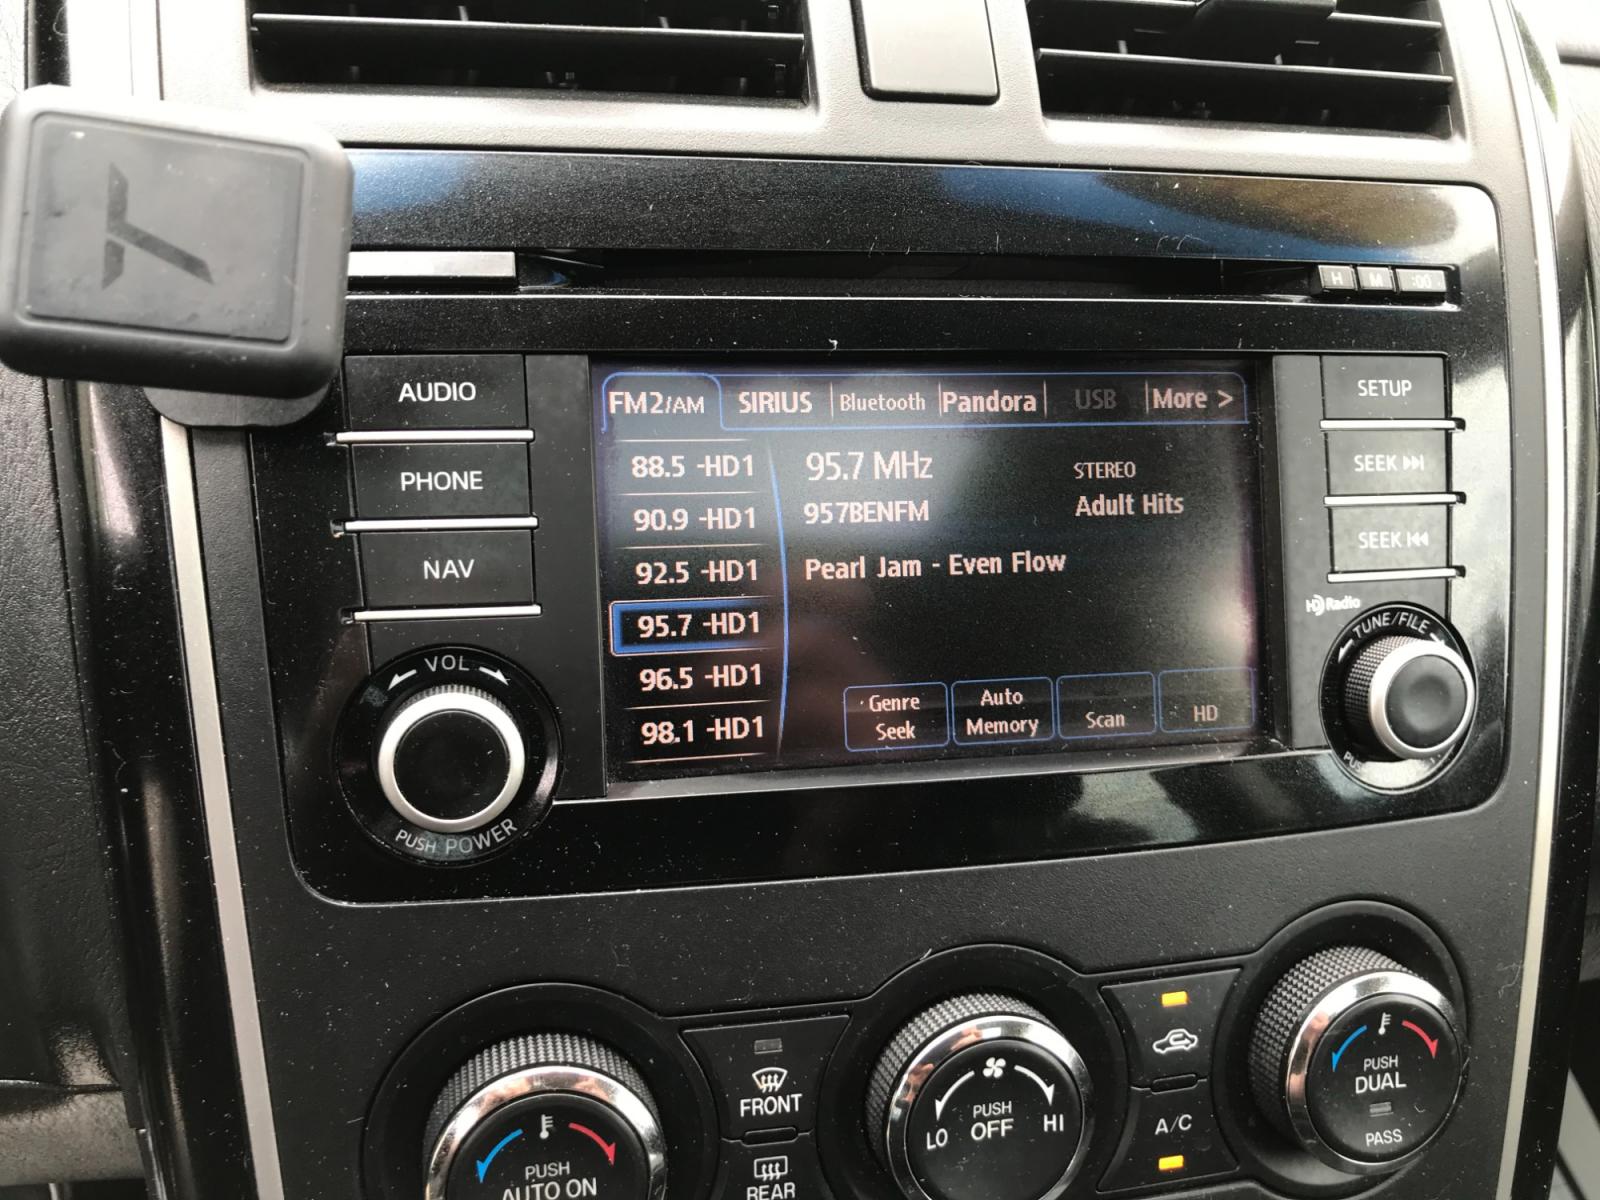 H M :00
AUDIO
PHONE
NAV
VOL
PUSH POWER
FM2/AM SIRIUS Bluetooth Pandora USB More >
88.5 -HD1
90.9 -HD1
92.5 -HD1
95.7 -HD1
96.5 -HD1
98.1 -HD1
95.7 MHz STEREO
957BENFM Adult Hits
Pearl Jam - Even Flow
Genre
Seek
Auto
Memory
Scan
HD
SETUP
SEEK
SEEK
HD Radio
TUNE/FILE
PUSH
AUTO ON
FRONT
REAR
PUSH
OFF
LO HI
A/C
PUSH
DUAL
PASS